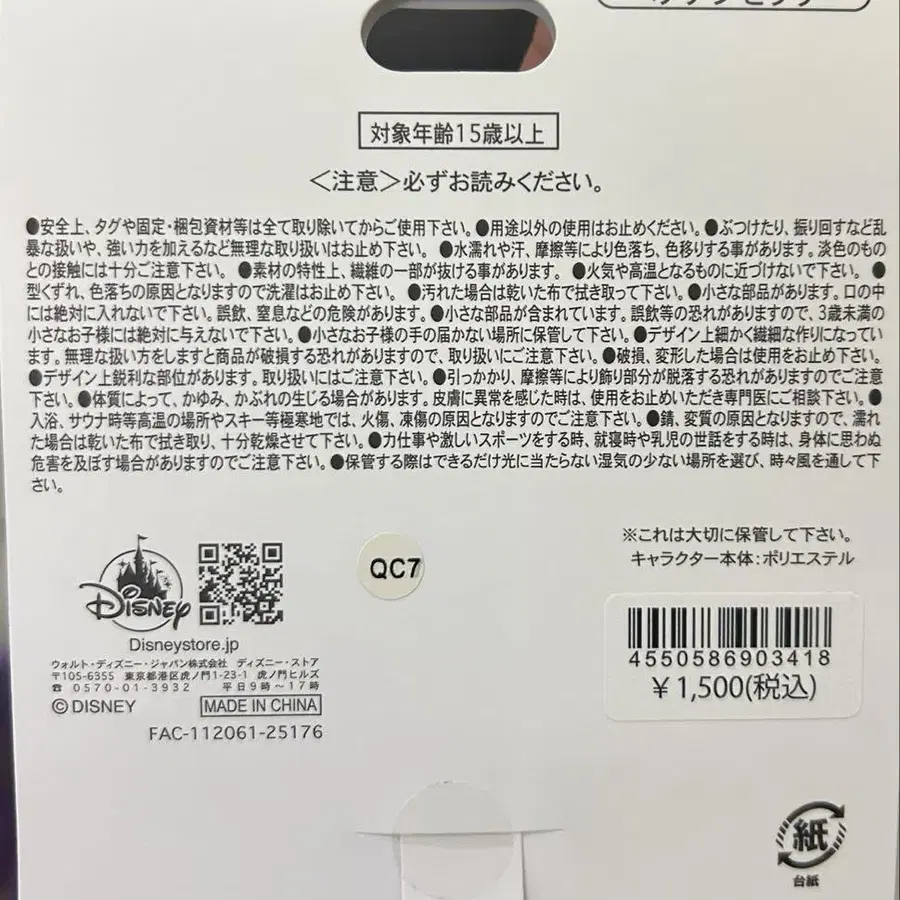 対象年齢15歳以上
＜注意＞必ずお読みください。
●安全上、タグや固定・梱包資材等は全て取り除いてからご使用下さい。●用途以外の使用はお止めください。●ぶつけたり、振り回すなど乱
暴な扱いや、強い力を加えるなど無理な取り扱いはお止め下さい。 ●水濡れや汗、摩擦等により色落ち、色移りする事があります。淡色のもの
との接触には十分ご注意下さい。 ●素材の特性上、繊維の一部が抜ける事があります。 ●火気や高温となるものに近づけないで下さい。 ●
型くずれ、色落ちの原因となりますので洗濯はお止め下さい。 ●汚れた場合は乾いた布で拭き取って下さい。●小さな部品があります。口の中
には絶対に入れないで下さい。誤飲、窒息などの危険があります。●小さな部品が含まれています。誤飲等の恐れがありますので、3歳未満の
小さなお子様には絶対に与えないで下さい。●小さなお子様の手の届かない場所に保管して下さい。●デザイン上細かく繊細な作りになってい
ます。無理な扱い方をしますと商品が破損する恐れがありますので、取り扱いにご注意下さい。●破損、変形した場合は使用をお止め下さい。
●デザイン上鋭利な部位があります。取り扱いにはご注意下さい。●引っかかり、摩擦等により飾り部分が脱落する恐れがありますのでご注意
下さい。●体質によって、かゆみ、かぶれの生じる場合があります。皮膚に異常を感じた時は、使用をお止めいただき専門医にご相談下さい。●
入浴、サウナ時等高温の場所やスキー等極寒地では、火傷、凍傷の原因となりますのでご注意下さい。●錆、変質の原因となりますので、濡れ
た場合は乾いた布で拭き取り、十分乾燥させて下さい。●力仕事や激しいスポーツをする時、就寝時や乳児の世話をする時は、身体に思わぬ
危害を及ぼす場合がありますのでご注意下さい。●保管する際はできるだけ光に当たらない湿気の少ない場所を選び、時々風を通して下
さい。
※これは大切に保管して下さい。
キャラクター本体：ポリエステル
QC7
DISNEY
Disneystore.jp
ウォルト・ディズニー・ジャパン株式会社 ディズニー・ストア
〒105-6355 東京都港区虎ノ門1-23-1 虎ノ門ヒルズ
☎ 0570-01-3932 平日9時～17時
©DISNEY MADE IN CHINA
FAC-112061-25176
4550586903418
¥1,500(税込)
紙
台紙